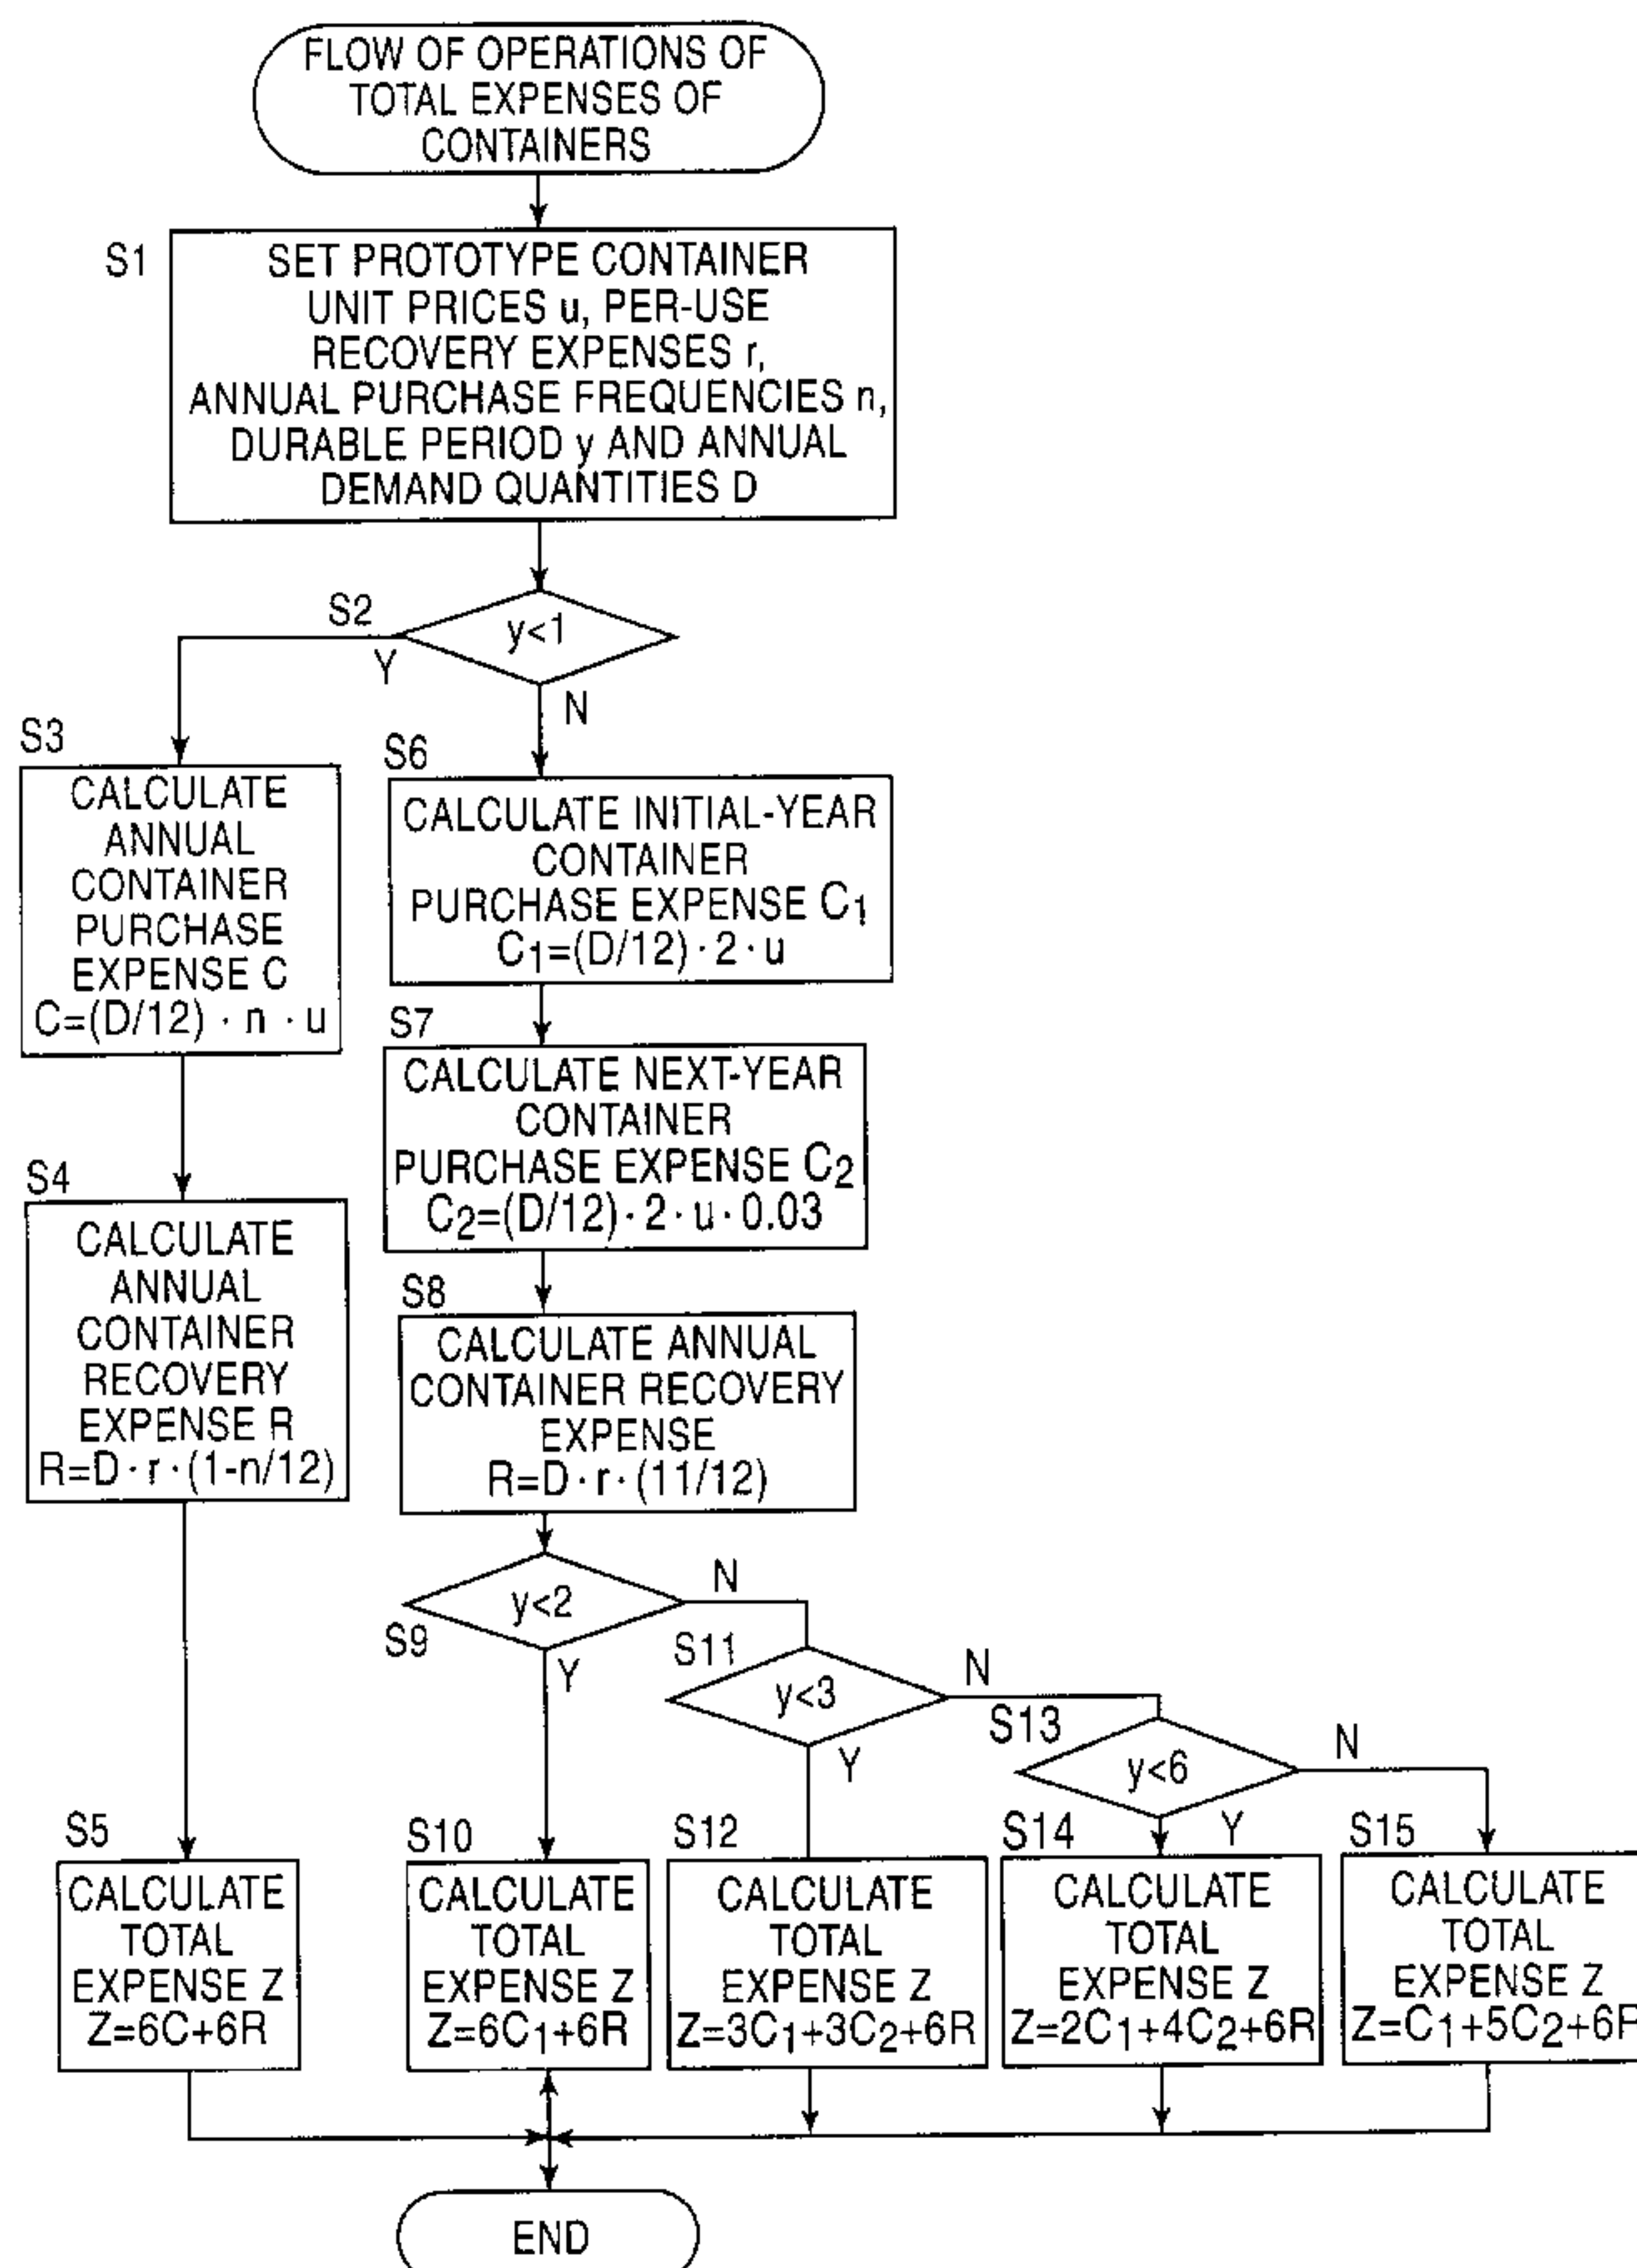 FLOW OF OPERATIONS OF
TOTAL EXPENSES OF
CONTAINERS
S1
SET PROTOTYPE CONTAINER
UNIT PRICES u, PER-USE
RECOVERY EXPENSES r,
ANNUAL PURCHASE FREQUENCIES n,
DURABLE PERIOD y AND ANNUAL
DEMAND QUANTITIES D
S2
y<1
Y
N
S3
CALCULATE
ANNUAL
CONTAINER
PURCHASE
EXPENSE C
C=(D/12) · n · u
S4
CALCULATE
ANNUAL
CONTAINER
RECOVERY
EXPENSE R
R=D · r · (1-n/12)
S5
CALCULATE
TOTAL
EXPENSE Z
Z=6C+6R
S6
CALCULATE INITIAL-YEAR
CONTAINER
PURCHASE EXPENSE C1
C1=(D/12) · 2 · u
S7
CALCULATE NEXT-YEAR
CONTAINER
PURCHASE EXPENSE C2
C2=(D/12) · 2 · u · 0.03
S8
CALCULATE ANNUAL
CONTAINER RECOVERY
EXPENSE
R=D · r · (11/12)
S9
y<2
N
Y
S10
CALCULATE
TOTAL
EXPENSE Z
Z=6C1+6R
S11
y<3
N
Y
S12
CALCULATE
TOTAL
EXPENSE Z
Z=3C1+3C2+6R
S13
y<6
N
Y
S14
CALCULATE
TOTAL
EXPENSE Z
Z=2C1+4C2+6R
S15
CALCULATE
TOTAL
EXPENSE Z
Z=C1+5C2+6R
END